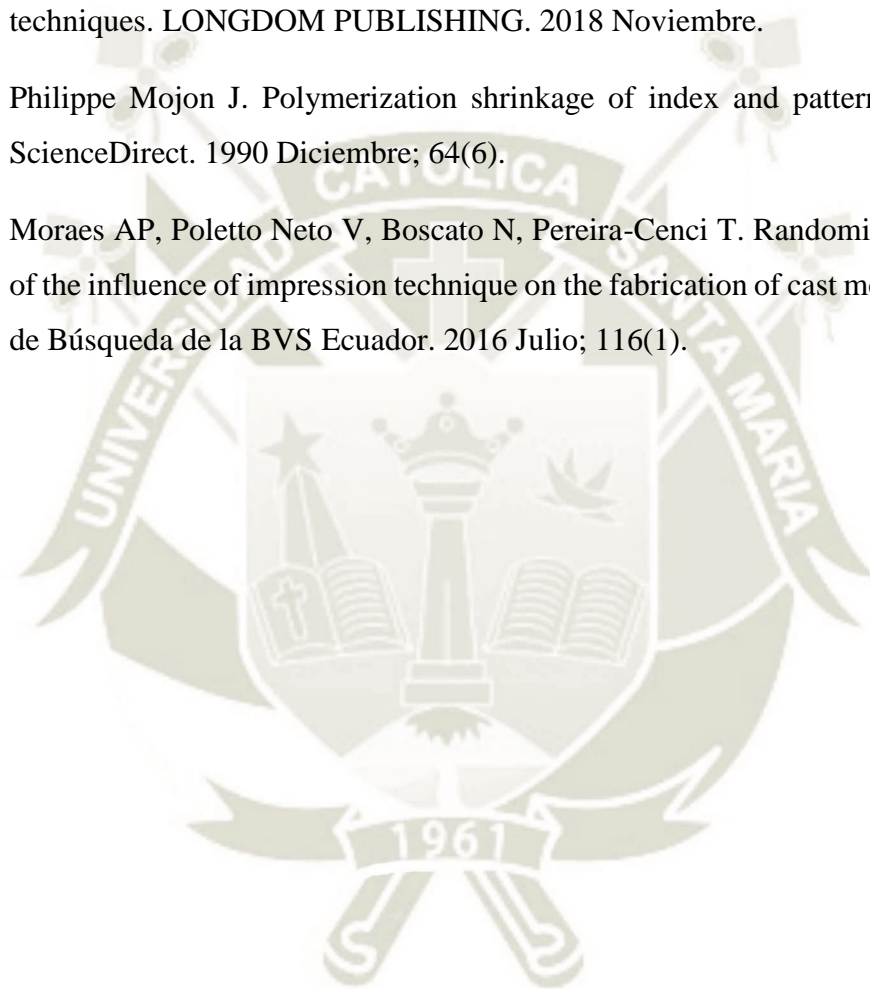 techniques. LONGDOM PUBLISHING. 2018 Noviembre.
Philippe Mojon J. Polymerization shrinkage of index and pattern
ScienceDirect. 1990 Diciembre; 64(6).
Moraes AP, Poletto Neto V, Boscato N, Pereira-Cenci T. Randomi
of the influence of impression technique on the fabrication of cast m
de Búsqueda de la BVS Ecuador. 2016 Julio; 116(1).
UNIVERSIDAD CATOLICA SANTA MARIA
1961